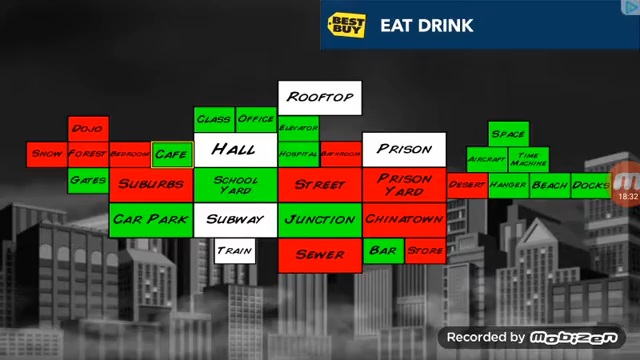 BEST BUY
EAT DRINK
ROOFTOP
CLASS OFFICE
ELEVATOR
DOJO
SPACE
SNOW FOREST BEDROOM CAFE HALL HOSPITAL BATHROOM PRISON
AIRCRAFT TIME MACHINE
GATES SUBURBS SCHOOL YARD STREET PRISON YARD DESERT HANGER BEACH DOCKS
18:32
CAR PARK SUBWAY JUNCTION CHINATOWN
TRAIN SEWER BAR STORE
Recorded by mobizen